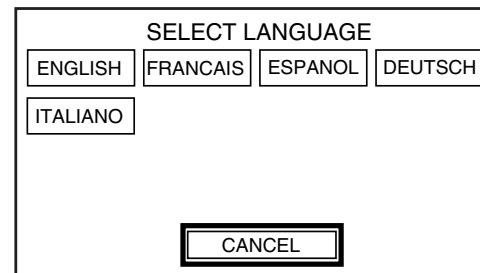 SELECT LANGUAGE
ENGLISH FRANCAIS ESPANOL DEUTSCH
ITALIANO
CANCEL